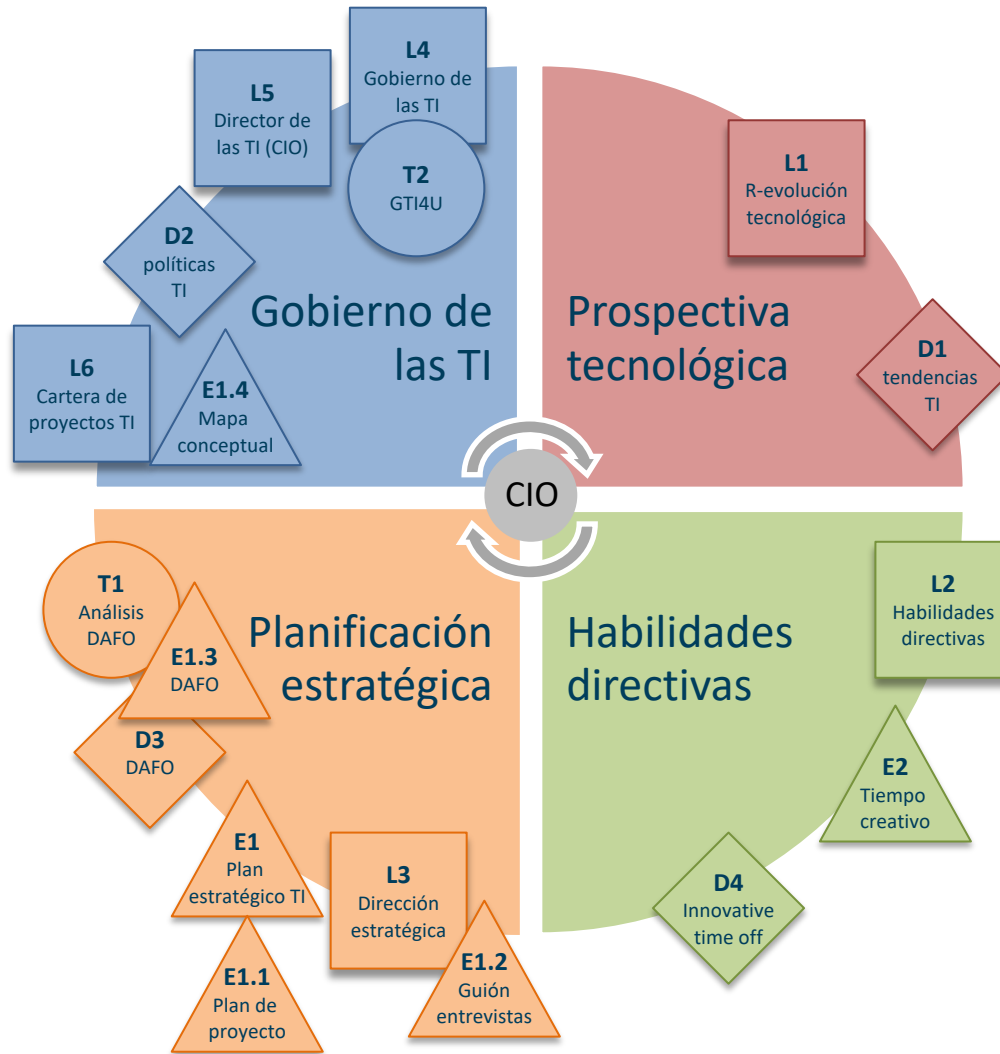 L4
Gobierno de
las TI
L5
Director de
las TI (CIO)
T2
GTI4U
D2
políticas
TI
L6
Cartera de
proyectos TI
E1.4
Mapa
conceptual
Gobierno de
las TI
L1
R-evolución
tecnológica
D1
tendencias
TI
Prospectiva
tecnológica
CIO
T1
Análisis
DAFO
E1.3
DAFO
D3
DAFO
Planificación
estratégica
E1
Plan
estratégico TI
L3
Dirección
estratégica
E1.1
Plan de
proyecto
E1.2
Guión
entrevistas
Habilidades
directivas
L2
Habilidades
directivas
E2
Tiempo
creativo
D4
Innovative
time off